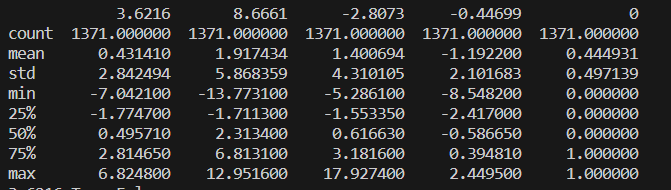 3.6216 8.6661 -2.8073 -0.44699 0
count 1371.000000 1371.000000 1371.000000 1371.000000 1371.000000
mean 0.431410 1.917434 1.400694 -1.192200 0.444931
std 2.842494 5.868359 4.310105 2.101683 0.497139
min -7.042100 -13.773100 -5.286100 -8.548200 0.000000
25% -1.774700 -1.711300 -1.553350 -2.417000 0.000000
50% 0.495710 2.313400 0.616630 -0.586650 0.000000
75% 2.814650 6.813100 3.181600 0.394810 1.000000
max 6.824800 12.951600 17.927400 2.449500 1.000000